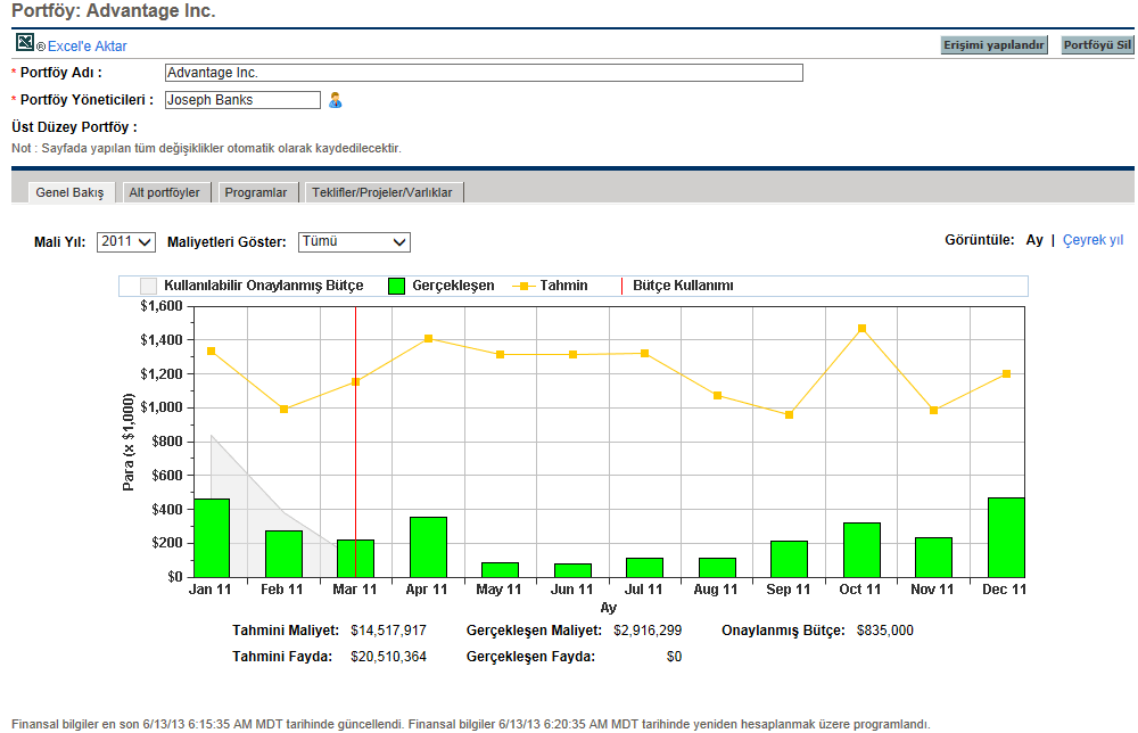 Portföy: Advantage Inc.
® Excel'e Aktar Erişimi yapılandır Portföyü Sil
* Portföy Adı : Advantage Inc.
* Portföy Yöneticileri : Joseph Banks
Üst Düzey Portföy :
Not : Sayfada yapılan tüm değişiklikler otomatik olarak kaydedilecektir.
Genel Bakış Alt portföyler Programlar Teklifler/Projeler/Varlıklar
Mali Yıl: 2011 Maliyetleri Göster: Tümü Görüntüle: Ay | Çeyrek yıl
Kullanılabilir Onaylanmış Bütçe Gerçekleşen Tahmin Bütçe Kullanımı
$1,600
$1,400
$1,200
$1,000
$800
$600
$400
$200
$0
Para (x $1,000)
Jan 11 Feb 11 Mar 11 Apr 11 May 11 Jun 11 Jul 11 Aug 11 Sep 11 Oct 11 Nov 11 Dec 11
Ay
Tahmini Maliyet: $14,517,917 Gerçekleşen Maliyet: $2,916,299 Onaylanmış Bütçe: $835,000
Tahmini Fayda: $20,510,364 Gerçekleşen Fayda: $0
Finansal bilgiler en son 6/13/13 6:15:35 AM MDT tarihinde güncellendi. Finansal bilgiler 6/13/13 6:20:35 AM MDT tarihinde yeniden hesaplanmak üzere programlandı.